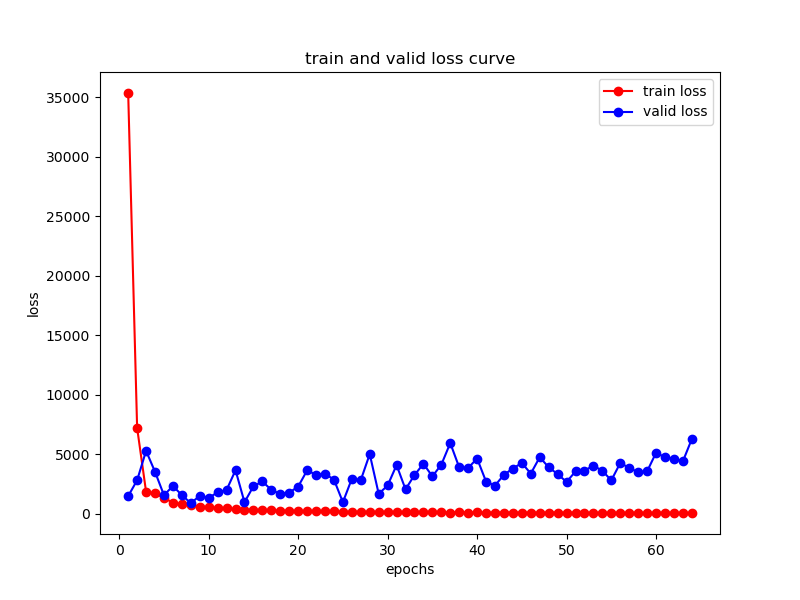 train and valid loss curve
train loss
valid loss
35000
30000
25000
20000
15000
10000
5000
0
loss
0 10 20 30 40 50 60
epochs